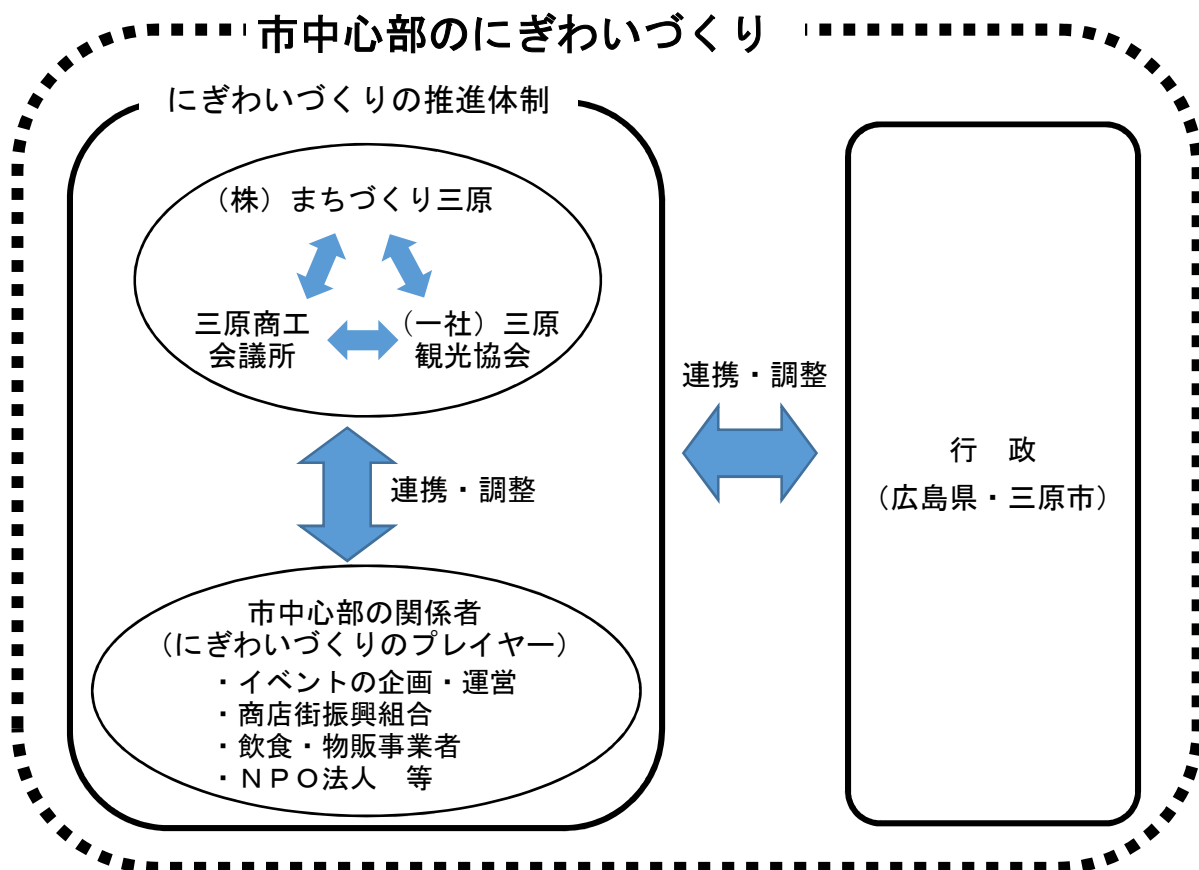 市中心部のにぎわいづくり
にぎわいづくりの推進体制
（株）まちづくり三原
三原商工
会議所
（一社）三原
観光協会
連携・調整
市中心部の関係者
（にぎわいづくりのプレイヤー）
・イベントの企画・運営
・商店街振興組合
・飲食・物販事業者
・ＮＰＯ法人　等
連携・調整
行　政
（広島県・三原市）